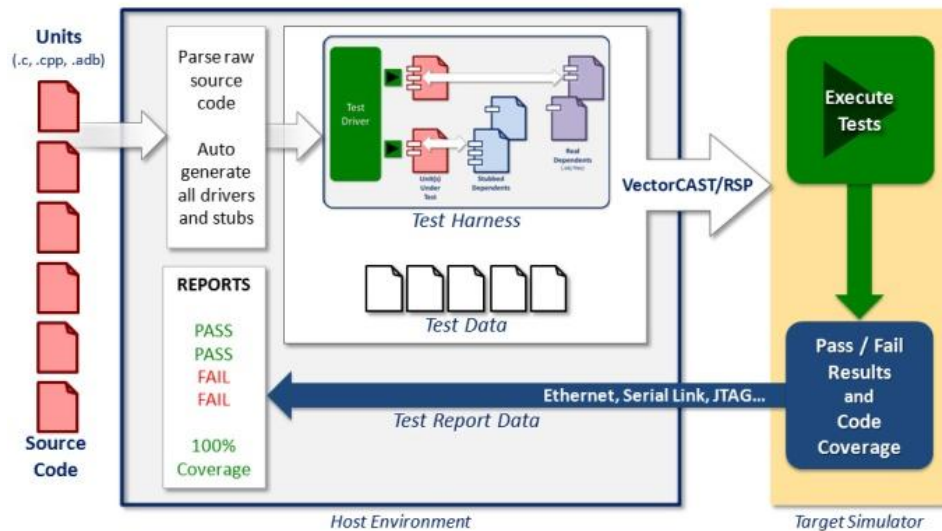 Units
(.c, .cpp, .adb)
Source
Code
Parse raw
source
code
Auto
generate
all drivers
and stubs
Test
Driver
Unit(s)
Under
Test
Stubbed
Dependents
Real
Dependents
Test Harness
Test Data
VectorCAST/RSP
Execute
Tests
Pass / Fail
Results
and
Code
Coverage
Ethernet, Serial Link, JTAG...
Test Report Data
REPORTS
PASS
PASS
FAIL
FAIL
100%
Coverage
Host Environment
Target Simulator